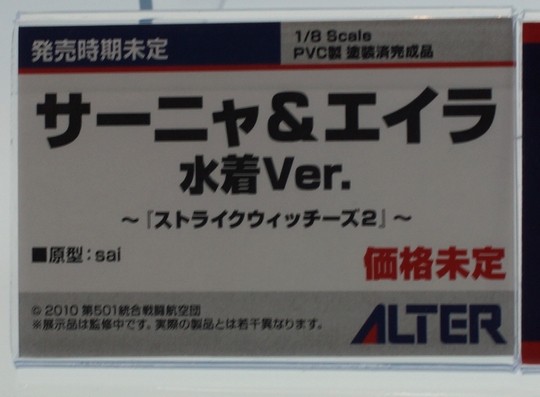 発売時期未定
1/8 Scale
PVC製 塗装済完成品
サーニャ&エイラ
水着Ver.
～『ストライクウィッチーズ2』～
■原型：sai
価格未定
© 2010 第501統合戦闘航空団
※展示品は監修中です。実際の製品とは若干異なります。
ALTER